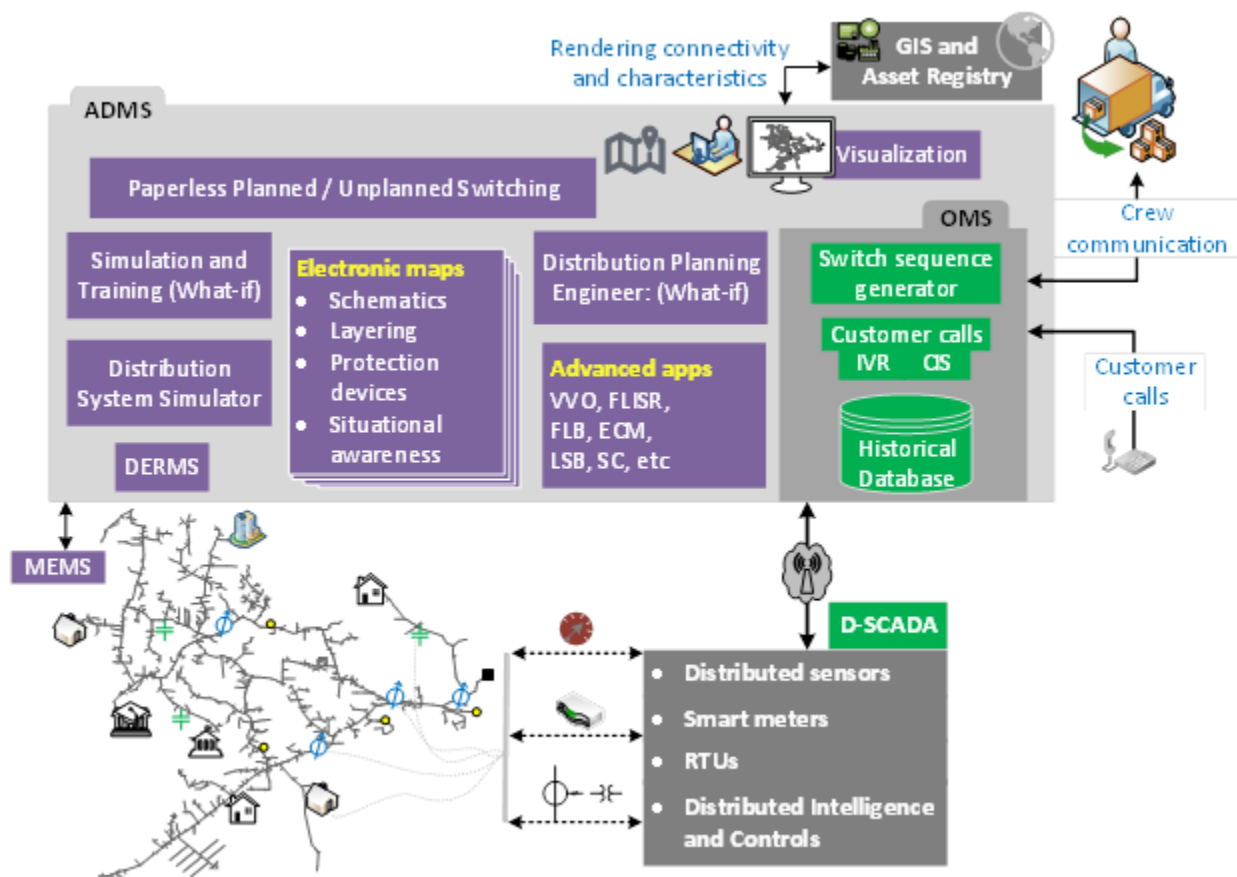 Rendering connectivity
and characteristics
GIS and
Asset Registry
ADMS
Visualization
Paperless Planned / Unplanned Switching
OMS
Crew
communication
Simulation and
Training (What-if)
Electronic maps
• Schematics
• Layering
• Protection
devices
• Situational
awareness
Distribution Planning
Engineer: (What-if)
Switch sequence
generator
Customer calls
IVR CIS
Customer
calls
Distribution
System Simulator
Advanced apps
VVO, FLISR,
FLB, ECM,
LSB, SC, etc
Historical
Database
DERMS
MEMS
D-SCADA
• Distributed sensors
• Smart meters
• RTUs
• Distributed Intelligence
and Controls